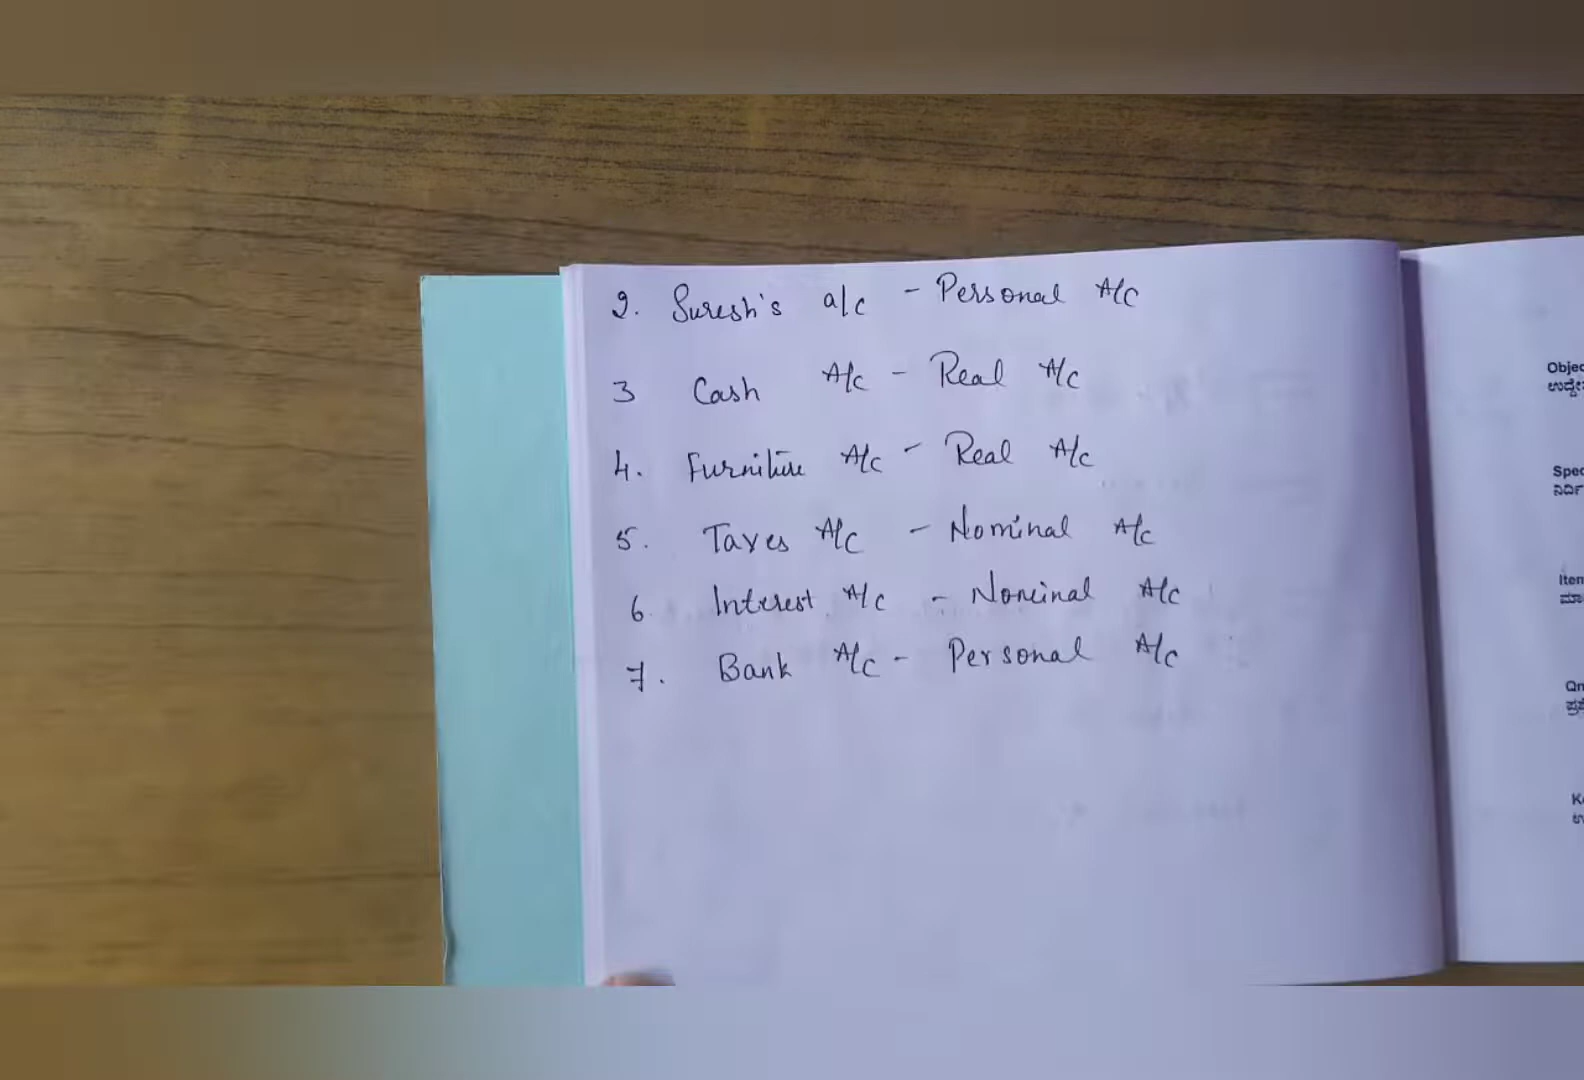 2. Suresh's a/c - Personal A/C
3 Cash A/c - Real A/c
4. Furniture A/c - Real A/c
5. Taxes A/c - Nominal A/c
6. Interest A/c - Nominal A/c
7. Bank A/c - Personal A/c
Objec
Spec
Item
Qn